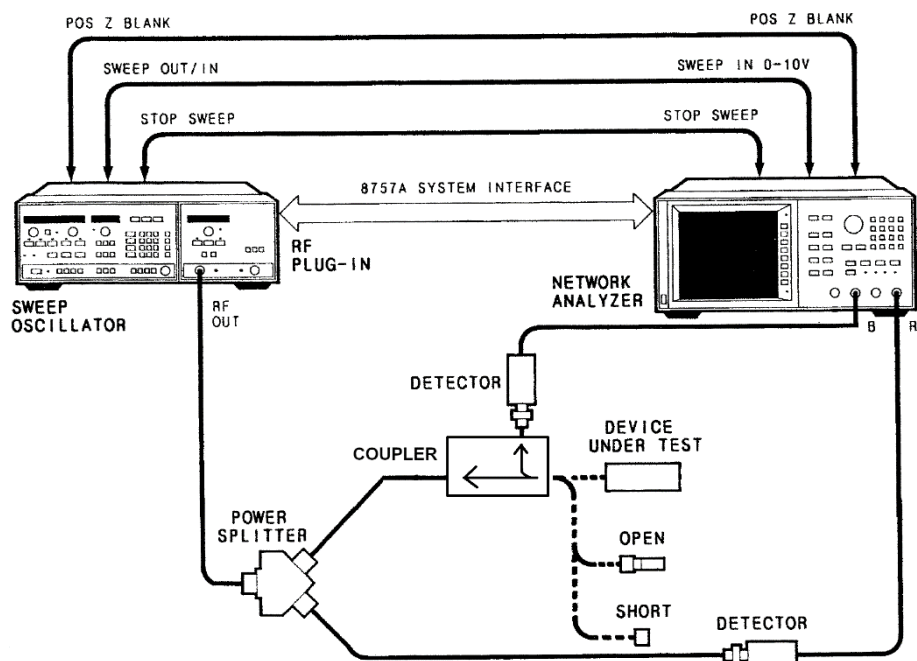 POS Z BLANK
POS Z BLANK
SWEEP OUT/IN
SWEEP IN 0-10V
STOP SWEEP
STOP SWEEP
8757A SYSTEM INTERFACE
RF
PLUG-IN
SWEEP
OSCILLATOR
RF
OUT
NETWORK
ANALYZER
B
R
DETECTOR
DEVICE
UNDER TEST
COUPLER
POWER
SPLITTER
OPEN
SHORT
DETECTOR